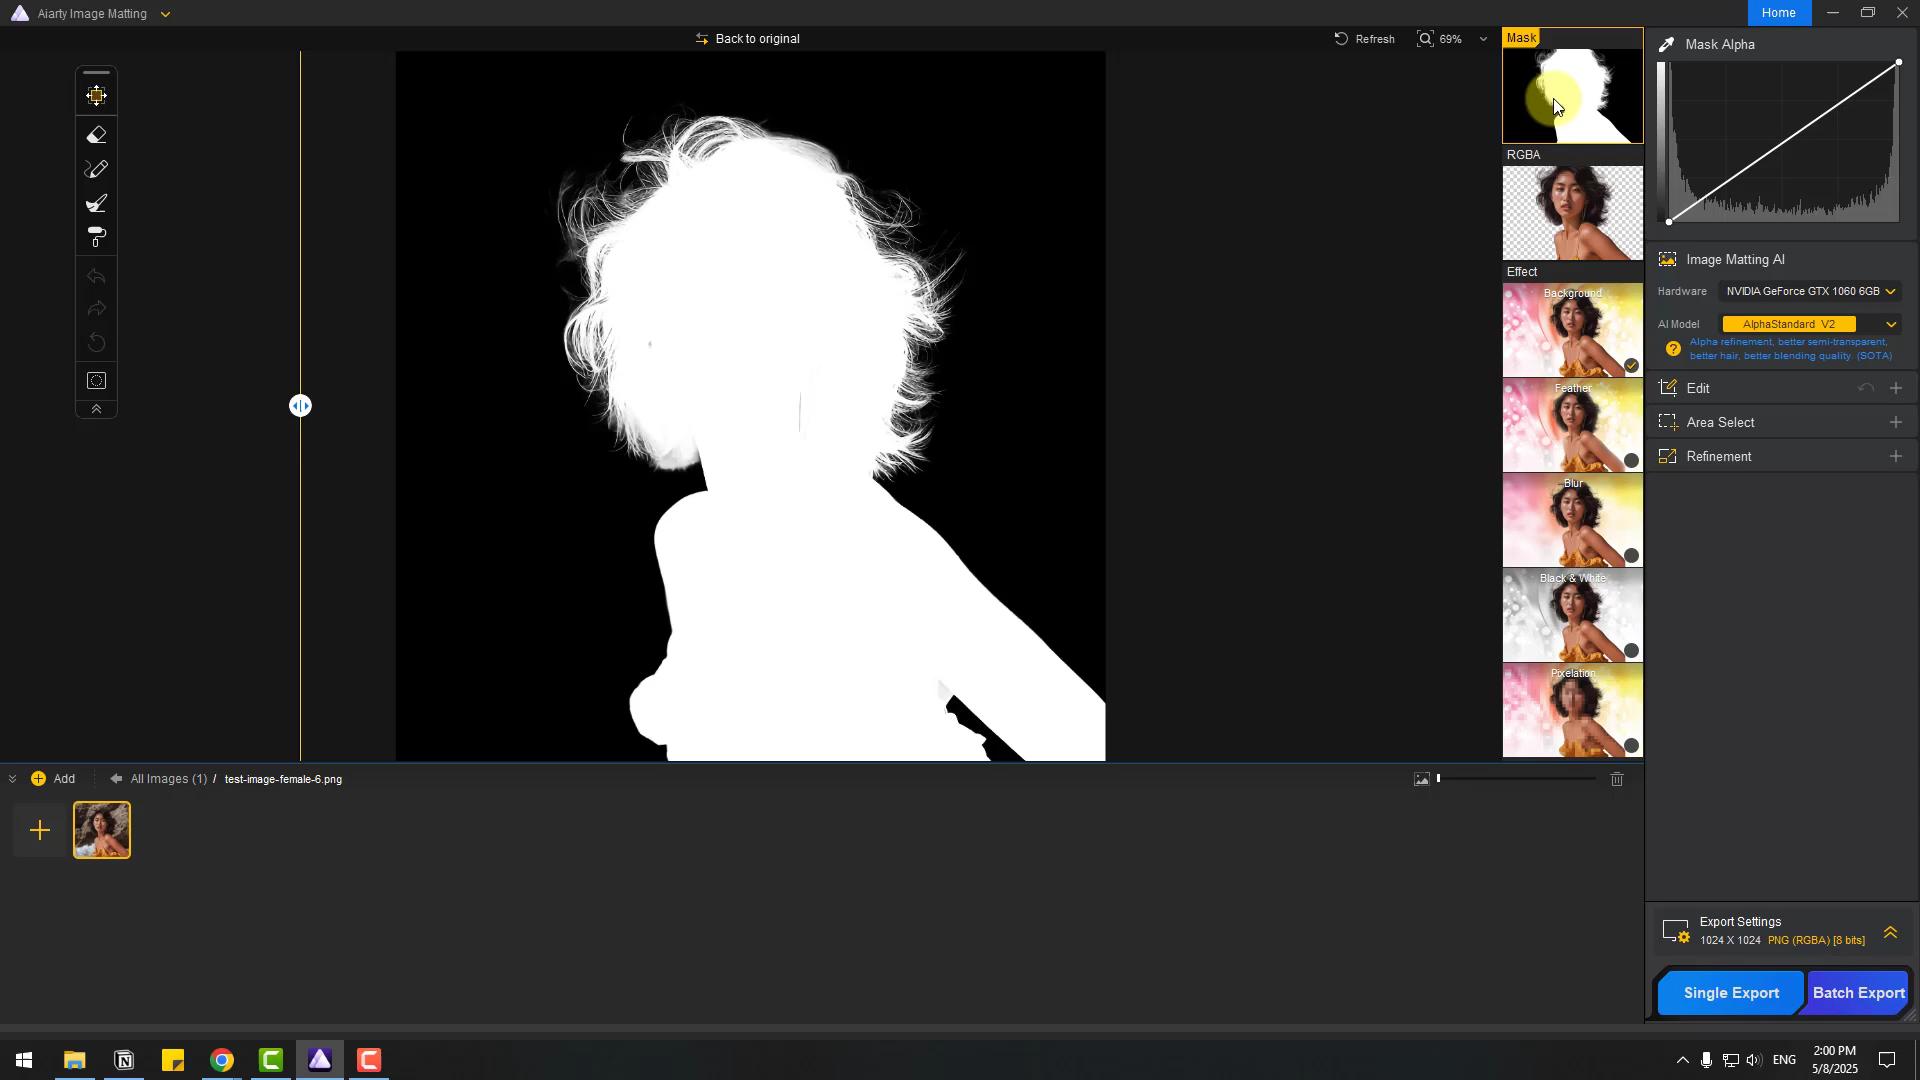 Aiarty Image Matting
Home
Back to original
Refresh
69%
Mask
RGBA
Effect
Background
Feather
Blur
Black & White
Pixelation
Mask Alpha
Image Matting AI
Hardware
NVIDIA GeForce GTX 1060 6GB
AI Model
AlphaStandard V2
?
Alpha refinement, better semi-transparent,
better hair, better blending quality. (SOTA)
Edit
Area Select
Refinement
Add
All Images (1) / test-image-female-6.png
Export Settings
1024 X 1024 PNG (RGBA) [8 bits]
Single Export
Batch Export
ENG
2:00 PM
5/8/2025